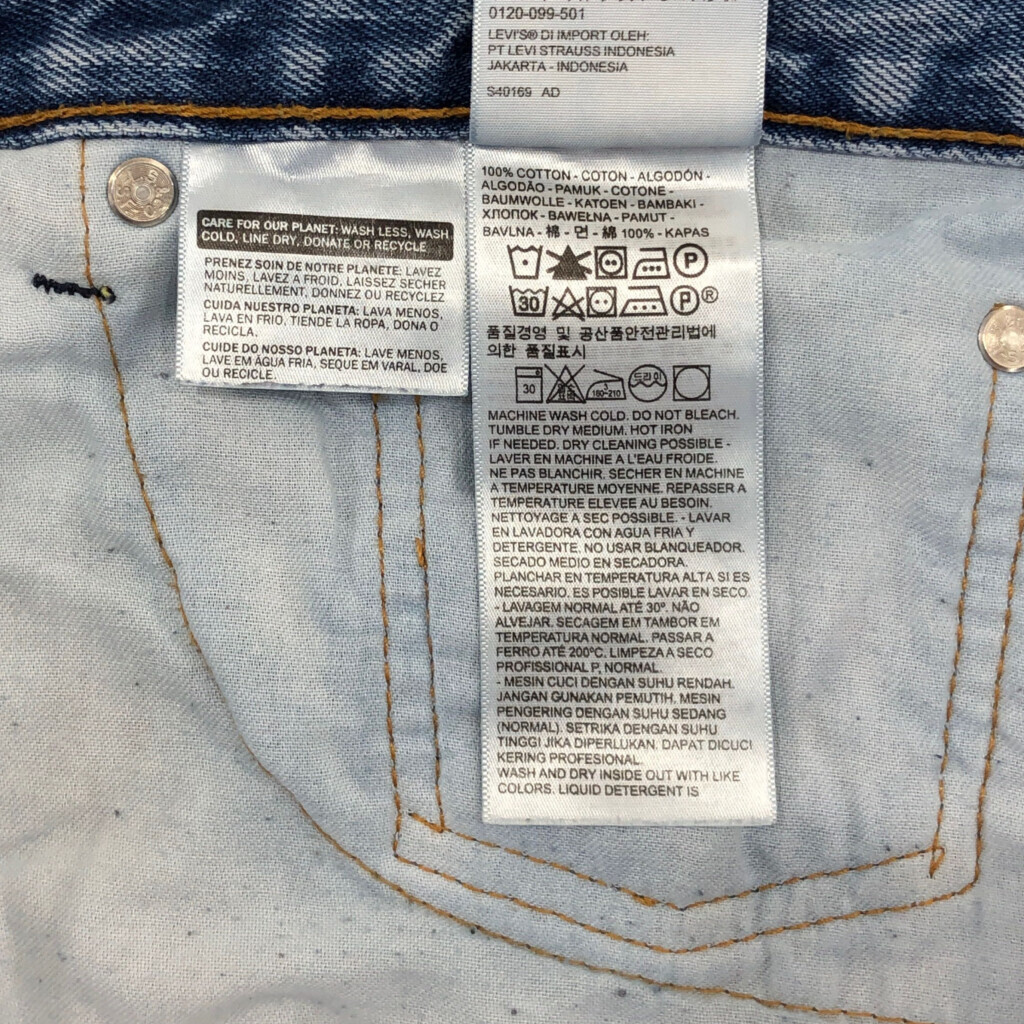 0120-099-501
LEVI'S® DI IMPORT OLEH:
PT LEVI STRAUSS INDONESIA
JAKARTA - INDONESIA
S40169 AD
CARE FOR OUR PLANET: WASH LESS, WASH
COLD, LINE DRY, DONATE OR RECYCLE
PRENEZ SOIN DE NOTRE PLANETE: LAVEZ
MOINS, LAVEZ A FROID, LAISSEZ SECHER
NATURELLEMENT, DONNEZ OU RECYCLEZ
CUIDA NUESTRO PLANETA: LAVA MENOS,
LAVA EN FRIO, TIENDE LA ROPA, DONA O
RECICLA.
CUIDE DO NOSSO PLANETA: LAVE MENOS,
LAVE EM ÁGUA FRIA, SEQUE EM VARAL, DOE
OU RECYCLE.
100% COTTON - COTON - ALGODÓN -
ALGODÃO - PAMUK - COTONE -
BAUMWOLLE - KATOEN - BAMBAKI -
ХЛОПОК - BAWEŁNA - PAMUT -
BAVLNA - 棉 - 면 - 綿 100% - KAPAS
P
30 P ®
품질경영 및 공산품안전관리법에
의한 품질표시
30 3 180~210 드라이
MACHINE WASH COLD. DO NOT BLEACH.
TUMBLE DRY MEDIUM. HOT IRON
IF NEEDED. DRY CLEANING POSSIBLE -
LAVER EN MACHINE A L'EAU FROIDE.
NE PAS BLANCHIR. SECHER EN MACHINE
A TEMPERATURE MOYENNE. REPASSER A
TEMPERATURE ELEVEE AU BESOIN.
NETTOYAGE A SEC POSSIBLE. - LAVAR
EN LAVADORA CON AGUA FRIA Y
DETERGENTE. NO USAR BLANQUEADOR.
SECADO MEDIO EN SECADORA.
PLANCHAR EN TEMPERATURA ALTA SI ES
NECESARIO. ES POSIBLE LAVAR EN SECO.
- LAVAGEM NORMAL ATÉ 30º. NÃO
ALVEJAR. SECAGEM EM TAMBOR EM
TEMPERATURA NORMAL. PASSAR A
FERRO ATÉ 200ºC. LIMPEZA A SECO
PROFISSIONAL P, NORMAL.
- MESIN CUCI DENGAN SUHU RENDAH.
JANGAN GUNAKAN PEMUTIH. MESIN
PENGERING DENGAN SUHU SEDANG
(NORMAL). SETRIKA DENGAN SUHU
TINGGI JIKA DIPERLUKAN. DAPAT DICUCI
KERING PROFESIONAL.
WASH AND DRY INSIDE OUT WITH LIKE
COLORS. LIQUID DETERGENT IS